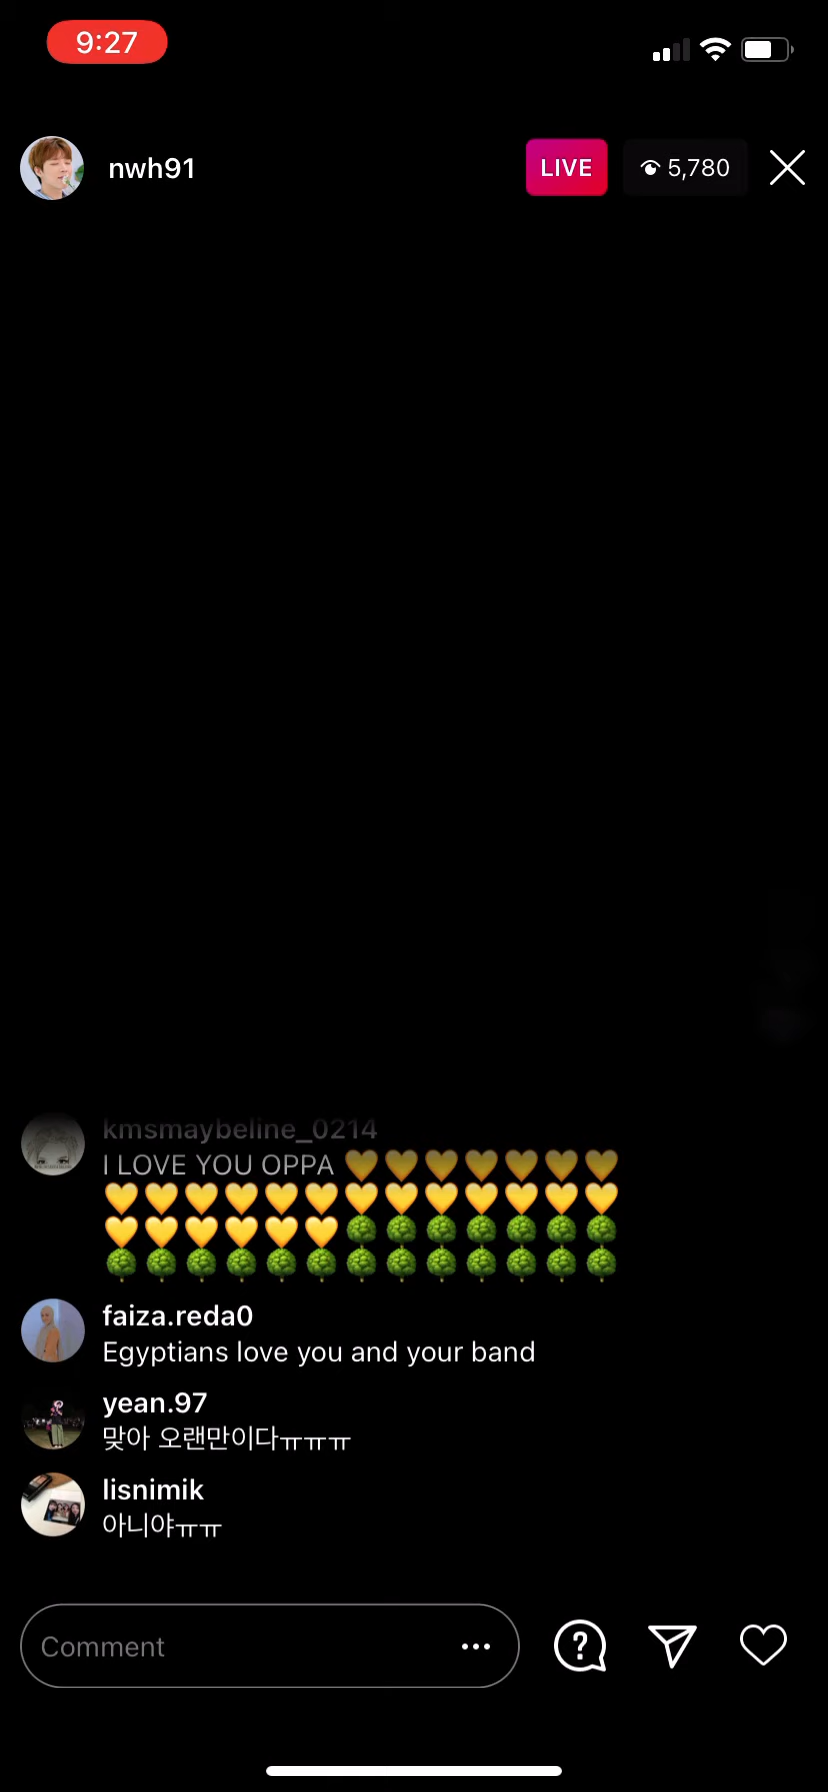 9:27
nwh91
LIVE
5,780
kmsmaybeline_0214
I LOVE YOU OPPA 💛💛💛💛💛💛💛
💛💛💛💛💛💛💛💛💛💛💛💛💛
💛💛💛💛💛💛🌳🌳🌳🌳🌳🌳🌳
🌳🌳🌳🌳🌳🌳🌳🌳🌳🌳🌳🌳🌳
faiza.reda0
Egyptians love you and your band
yean.97
맞아 오랜만이다ㅠㅠㅠ
lisnimik
아니야ㅠㅠ
Comment